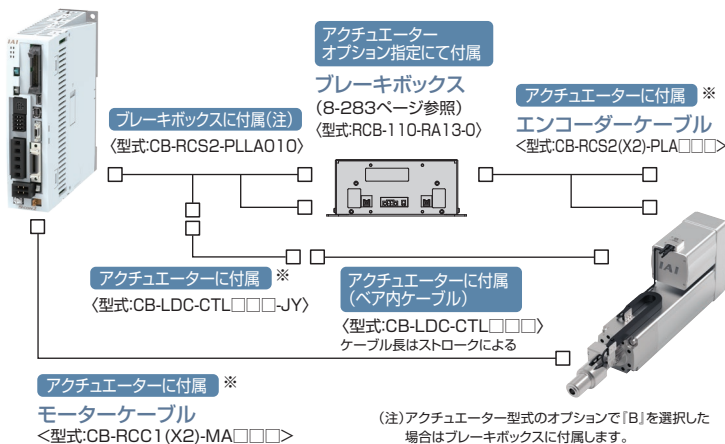 アクチュエーター
オプション指定にて付属
ブレーキボックス
(8-283ページ参照)
〈型式:RCB-110-RA13-0〉
アクチュエーターに付属 ※
エンコーダーケーブル
<型式:CB-RCS2(X2)-PLA□□□>
ブレーキボックスに付属(注)
〈型式:CB-RCS2-PLLA010〉
アクチュエーターに付属 ※
〈型式:CB-LDC-CTL□□□-JY〉
アクチュエーターに付属
(ベア内ケーブル)
〈型式:CB-LDC-CTL□□□〉
ケーブル長はストロークによる
アクチュエーターに付属 ※
モーターケーブル
<型式:CB-RCC1(X2)-MA□□□>
(注)アクチュエーター型式のオプションで『B』を選択した
場合はブレーキボックスに付属します。
IAI
IAI